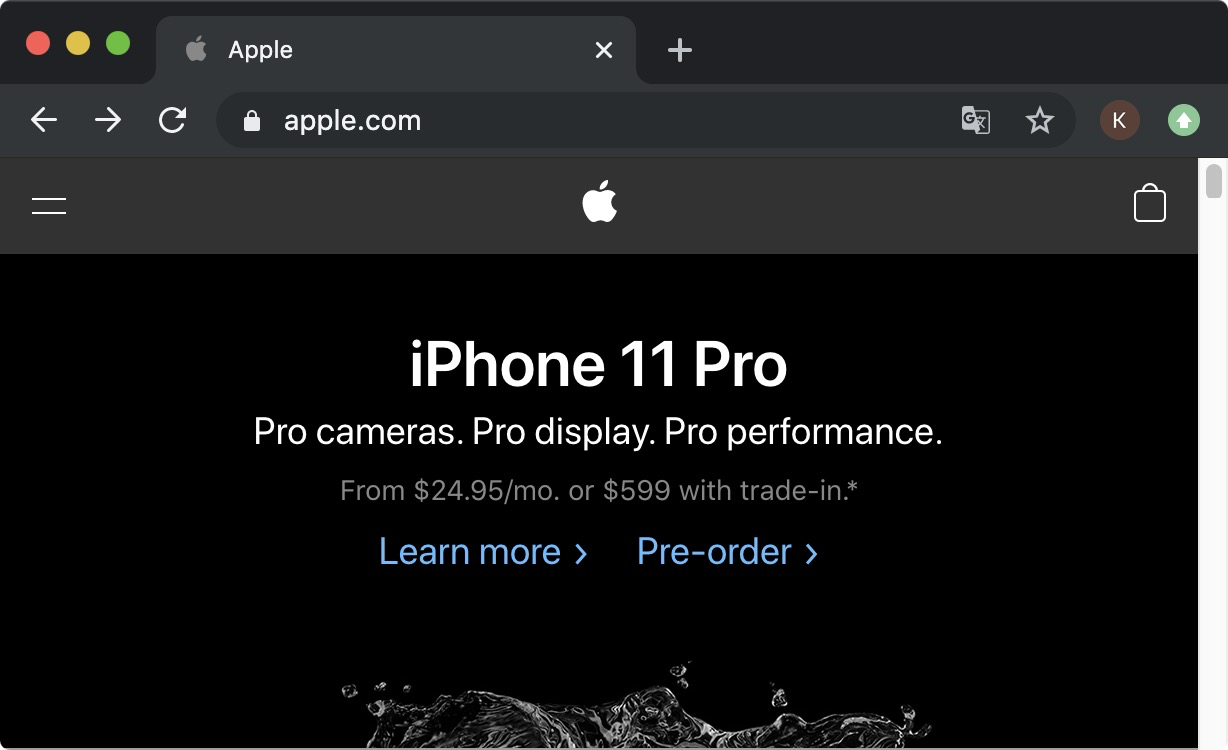 Apple
apple.com
K
iPhone 11 Pro
Pro cameras. Pro display. Pro performance.
From $24.95/mo. or $599 with trade-in.*
Learn more > Pre-order >